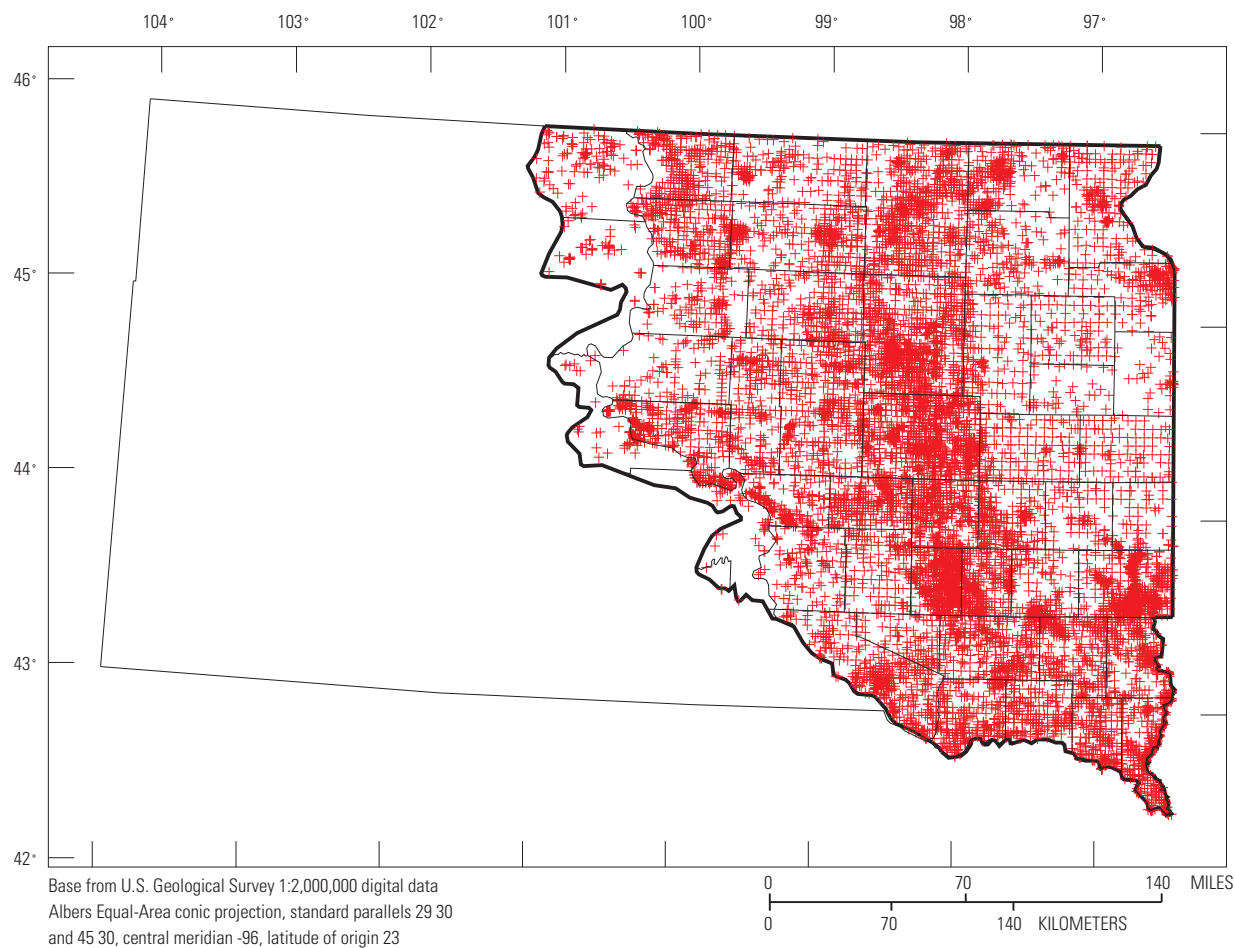 104° 103° 102° 101° 100° 99° 98° 97°
46°
45°
44°
43°
42°
Base from U.S. Geological Survey 1:2,000,000 digital data
Albers Equal-Area conic projection, standard parallels 29 30
and 45 30, central meridian -96, latitude of origin 23
0 70 140 MILES
0 70 140 KILOMETERS